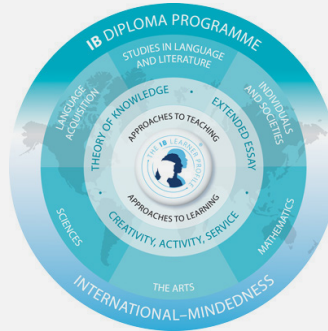 IB DIPLOMA PROGRAMME
STUDIES IN LANGUAGE
AND LITERATURE
LANGUAGE
ACQUISITION
INDIVIDUALS
AND SOCIETIES
THEORY OF KNOWLEDGE
EXTENDED ESSAY
APPROACHES TO TEACHING
THE IB LEARNER PROFILE
APPROACHES TO LEARNING
CREATIVITY, ACTIVITY, SERVICE
SCIENCES
MATHEMATICS
THE ARTS
INTERNATIONAL–MINDEDNESS